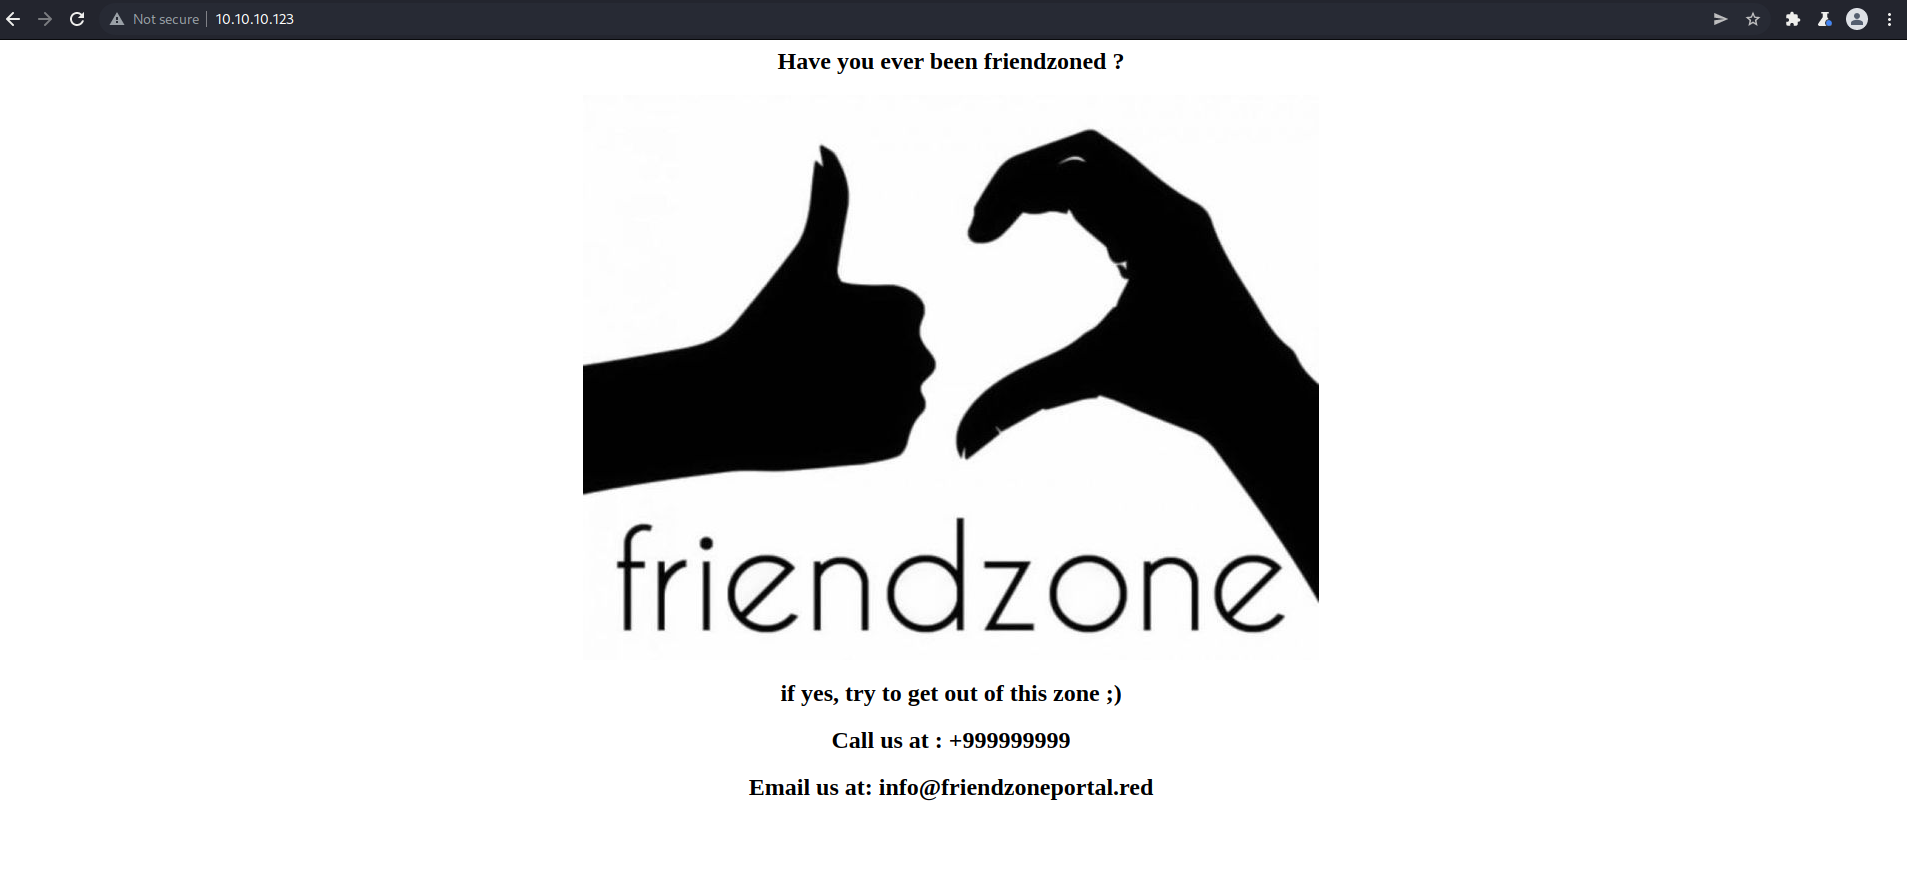 Not secure 10.10.10.123
Have you ever been friendzoned ?
friendzone
if yes, try to get out of this zone ;)
Call us at : +999999999
Email us at: info@friendzoneportal.red